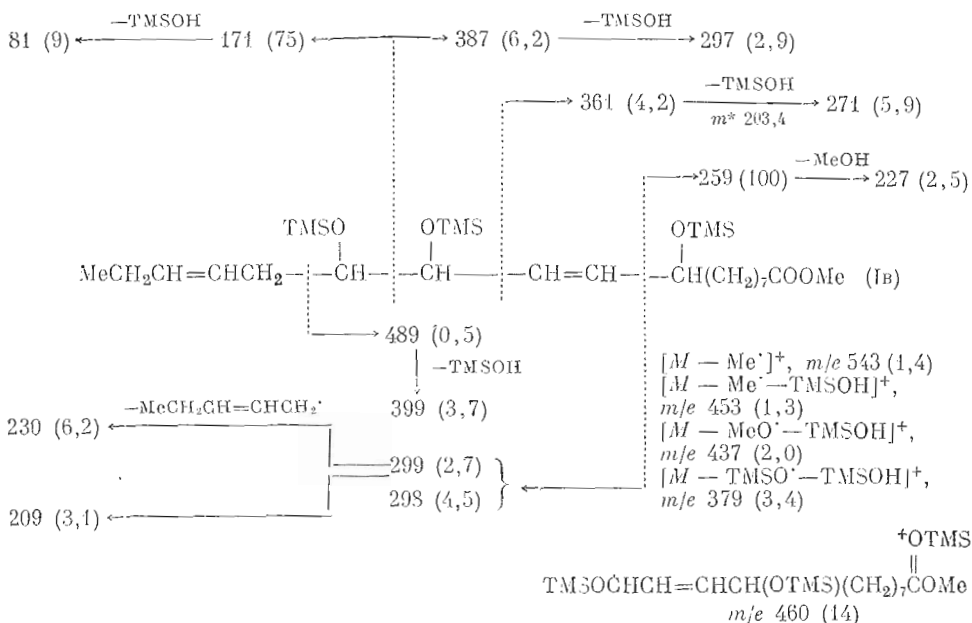 −TMSOH −TMSOH
81 (9) 171 (75) 387 (6,2) 297 (2,9)
−TMSOH
361 (4,2) 271 (5,9)
m* 203,4
−MeOH
259 (100) 227 (2,5)
TMSO OTMS OTMS
MeCH₂CH=CHCH₂—CH—CH—CH=CH—CH(CH₂)₇COOMe (Iв)
489 (0,5)
−TMSOH
[M — Me˙]⁺, m/e 543 (1,4)
[M — Me˙—TMSOH]⁺,
−MeCH₂CH=CHCH₂˙ 399 (3,7) m/e 453 (1,3)
230 (6,2) [M — MeO˙—TMSOH]⁺,
299 (2,7) m/e 437 (2,0)
[M — TMSO˙—TMSOH]⁺,
298 (4,5) m/e 379 (3,4)
209 (3,1)
⁺OTMS
TMSOĊHCH=CHCH(OTMS)(CH₂)₇COMe
m/e 460 (14)